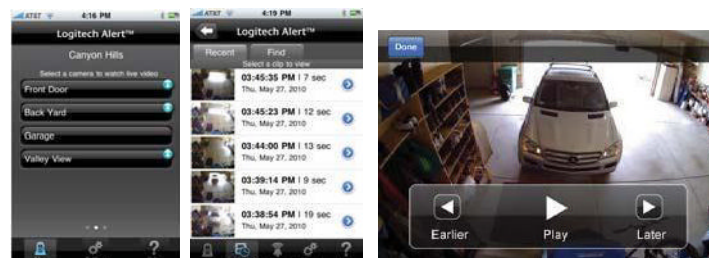 AT&T 4:16 PM
Logitech Alert™
Canyon Hills
Select a camera to watch live video
Front Door
Back Yard
Garage
Valley View
?
AT&T 4:19 PM
Logitech Alert™
Recent Find
Select a clip to view
03:45:35 PM | 7 sec
Thu, May 27, 2010
03:45:23 PM | 12 sec
Thu, May 27, 2010
03:44:00 PM | 13 sec
Thu, May 27, 2010
03:39:14 PM | 9 sec
Thu, May 27, 2010
03:38:54 PM | 19 sec
Thu, May 27, 2010
?
Done
Earlier Play Later